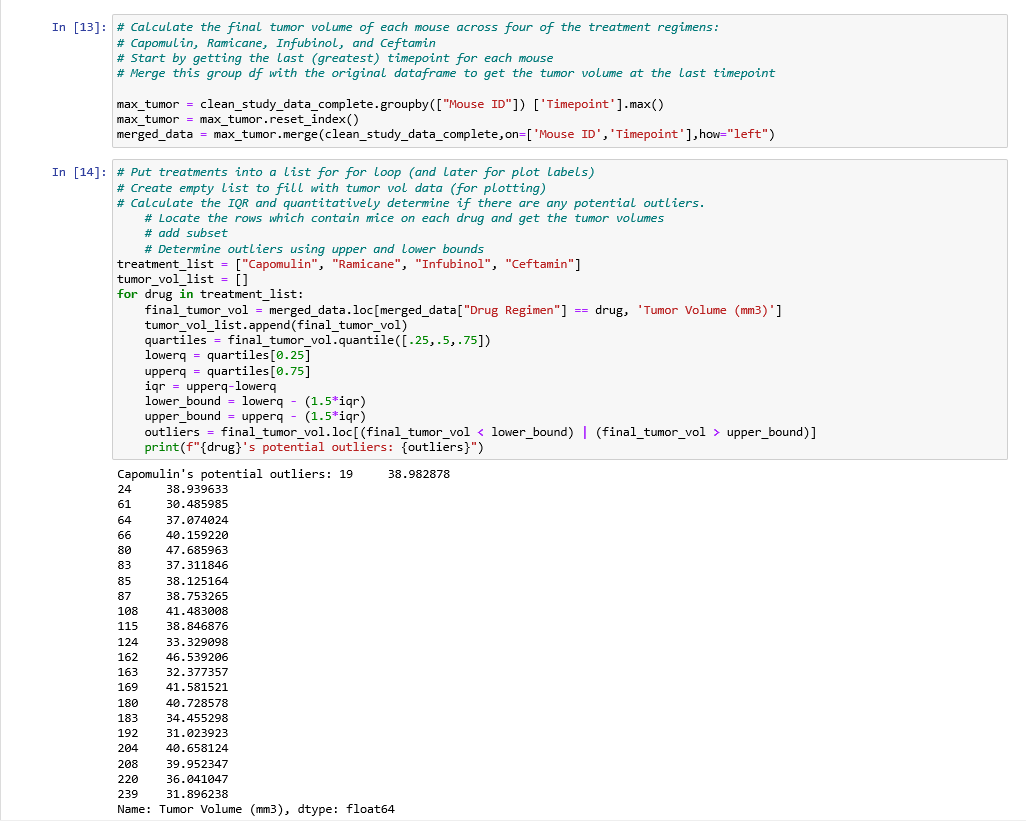 In [13]: # Calculate the final tumor volume of each mouse across four of the treatment regimens:
# Capomulin, Ramicane, Infubinol, and Ceftamin
# Start by getting the last (greatest) timepoint for each mouse
# Merge this group df with the original dataframe to get the tumor volume at the last timepoint
max_tumor = clean_study_data_complete.groupby(["Mouse ID"]) ['Timepoint'].max()
max_tumor = max_tumor.reset_index()
merged_data = max_tumor.merge(clean_study_data_complete,on=['Mouse ID','Timepoint'],how="left")
In [14]: # Put treatments into a list for for loop (and later for plot labels)
# Create empty list to fill with tumor vol data (for plotting)
# Calculate the IQR and quantitatively determine if there are any potential outliers.
# Locate the rows which contain mice on each drug and get the tumor volumes
# add subset
# Determine outliers using upper and lower bounds
treatment_list = ["Capomulin", "Ramicane", "Infubinol", "Ceftamin"]
tumor_vol_list = []
for drug in treatment_list:
final_tumor_vol = merged_data.loc[merged_data["Drug Regimen"] == drug, 'Tumor Volume (mm3)']
tumor_vol_list.append(final_tumor_vol)
quartiles = final_tumor_vol.quantile([.25,.5,.75])
lowerq = quartiles[0.25]
upperq = quartiles[0.75]
iqr = upperq-lowerq
lower_bound = lowerq - (1.5*iqr)
upper_bound = upperq - (1.5*iqr)
outliers = final_tumor_vol.loc[(final_tumor_vol < lower_bound) | (final_tumor_vol > upper_bound)]
print(f"{drug}'s potential outliers: {outliers}")
Capomulin's potential outliers: 19     38.982878
24     38.939633
61     30.485985
64     37.074024
66     40.159220
80     47.685963
83     37.311846
85     38.125164
87     38.753265
108    41.483008
115    38.846876
124    33.329098
162    46.539206
163    32.377357
169    41.581521
180    40.728578
183    34.455298
192    31.023923
204    40.658124
208    39.952347
220    36.041047
239    31.896238
Name: Tumor Volume (mm3), dtype: float64